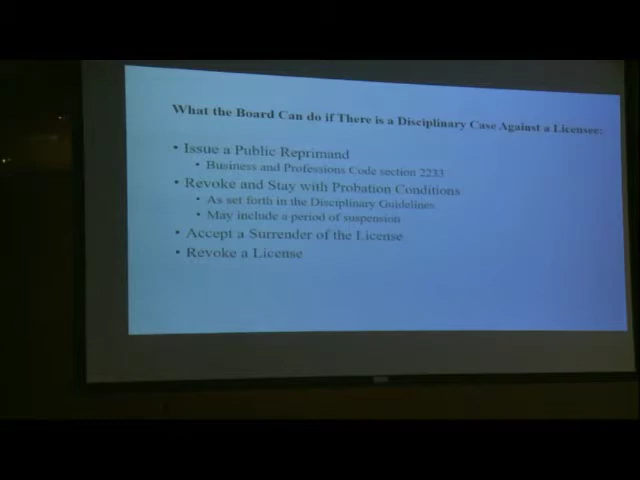 What the Board Can do if There is a Disciplinary Case Against a Licensee:
• Issue a Public Reprimand
• Business and Professions Code section 2233
• Revoke and Stay with Probation Conditions
• As set forth in the Disciplinary Guidelines
• May include a period of suspension
• Accept a Surrender of the License
• Revoke a License